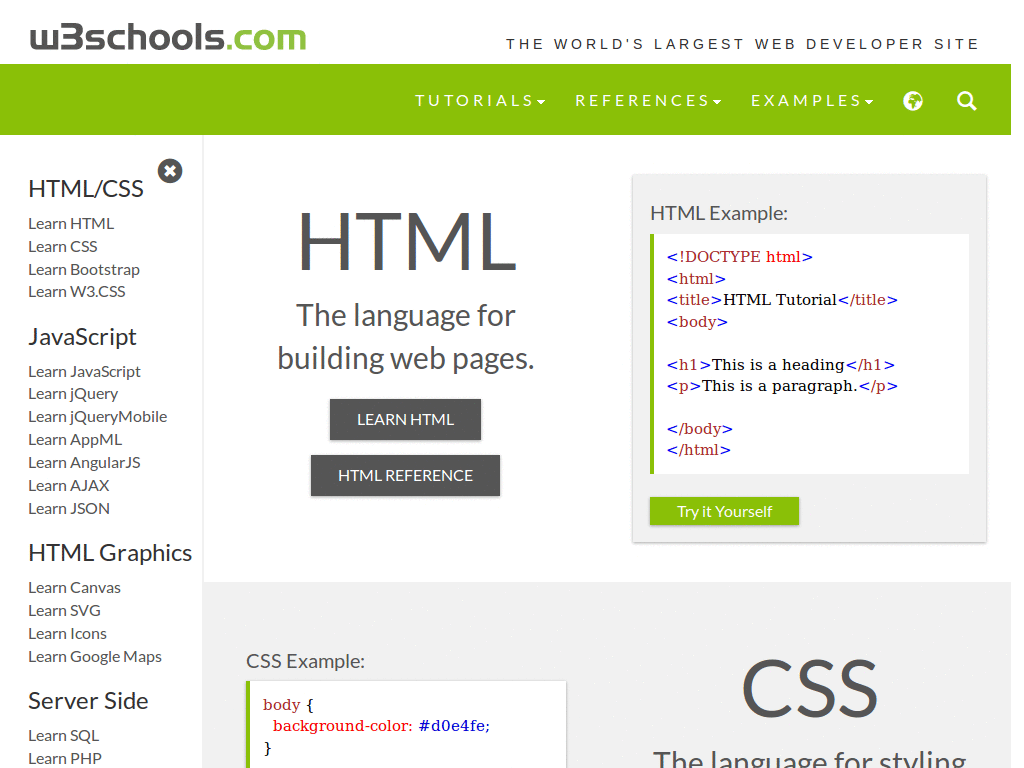 w3schools.com
THE WORLD'S LARGEST WEB DEVELOPER SITE
TUTORIALS REFERENCES EXAMPLES
HTML/CSS
Learn HTML
Learn CSS
Learn Bootstrap
Learn W3.CSS
JavaScript
Learn JavaScript
Learn jQuery
Learn jQueryMobile
Learn AppML
Learn AngularJS
Learn AJAX
Learn JSON
HTML Graphics
Learn Canvas
Learn SVG
Learn Icons
Learn Google Maps
Server Side
Learn SQL
Learn PHP
HTML
The language for
building web pages.
LEARN HTML
HTML REFERENCE
HTML Example:
<!DOCTYPE html>
<html>
<title>HTML Tutorial</title>
<body>
<h1>This is a heading</h1>
<p>This is a paragraph.</p>
</body>
</html>
Try it Yourself
CSS Example:
body {
background-color: #d0e4fe;
}
CSS
The language for styling